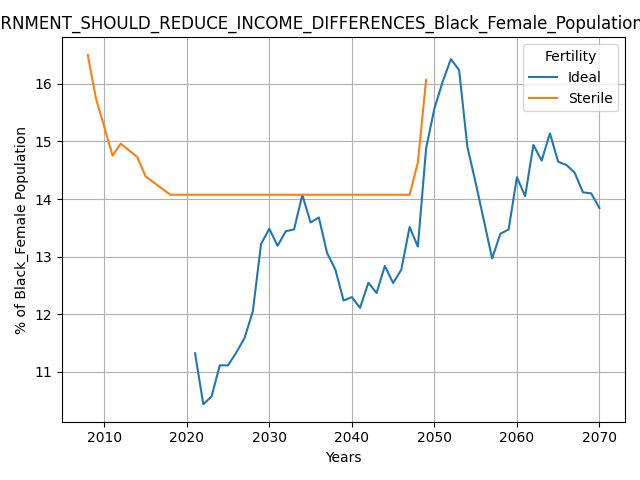 RNMENT_SHOULD_REDUCE_INCOME_DIFFERENCES_Black_Female_Population
Fertility
Ideal
Sterile
% of Black_Female Population
16
15
14
13
12
11
2010 2020 2030 2040 2050 2060 2070
Years